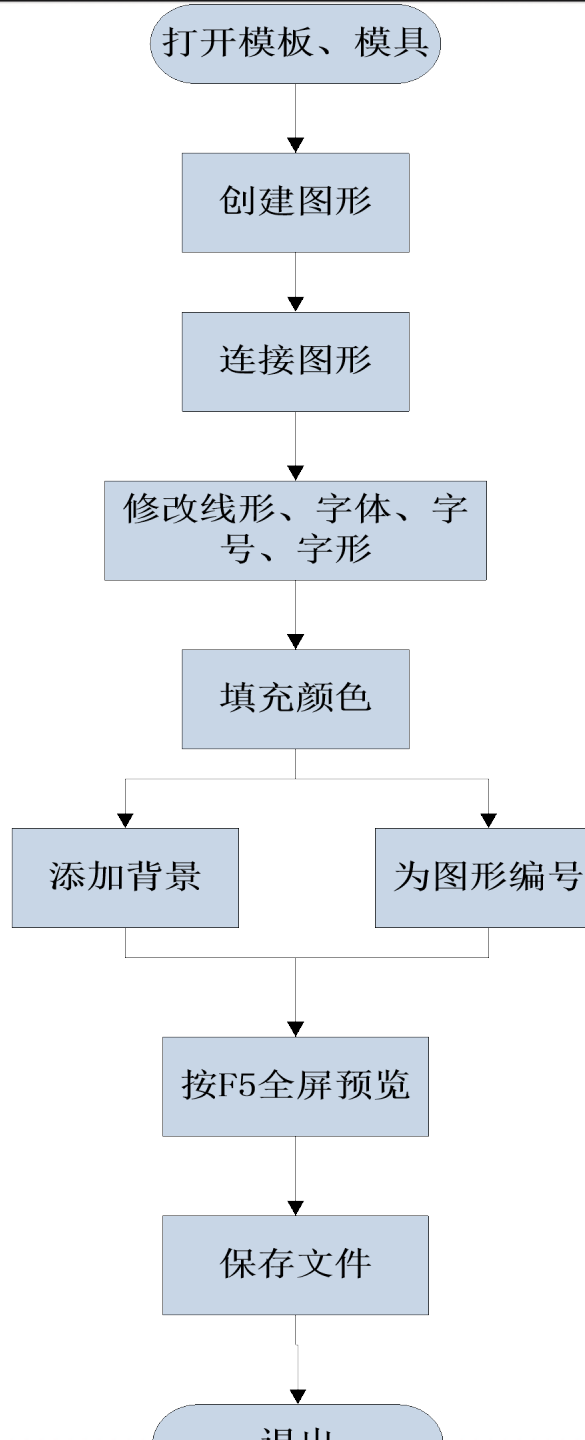 打开模板、模具
创建图形
连接图形
修改线形、字体、字
号、字形
填充颜色
添加背景
为图形编号
按F5全屏预览
保存文件
退出